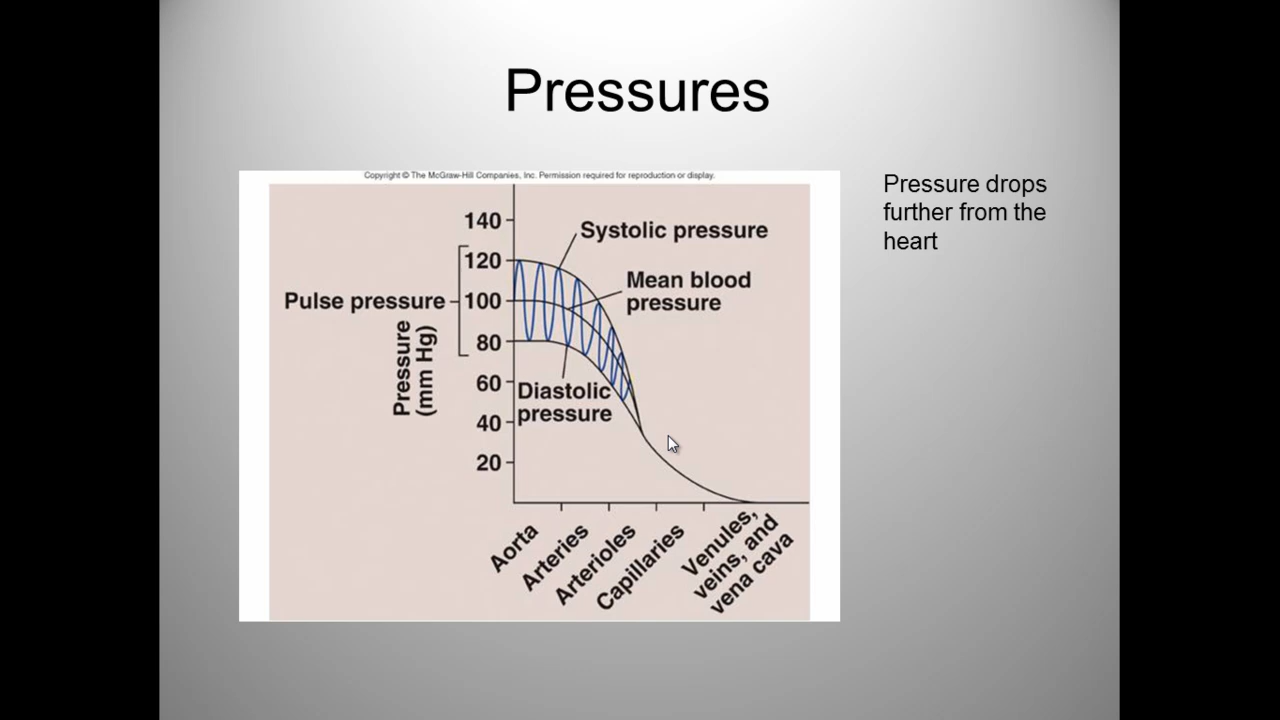 Pressures
Copyright © The McGraw-Hill Companies, Inc. Permission required for reproduction or display.
Pressure drops
further from the
heart
140
Systolic pressure
120
Mean blood
pressure
Pulse pressure
100
Pressure
(mm Hg)
80
60
Diastolic
pressure
40
20
Aorta
Arteries
Arterioles
Capillaries
Venules,
veins, and
vena cava